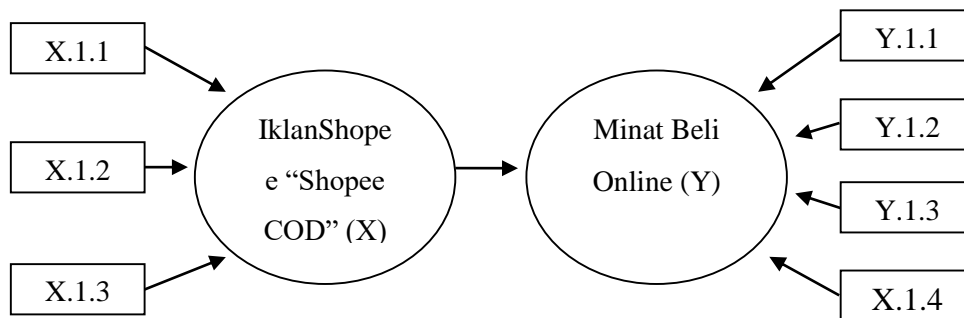 X.1.1
X.1.2
X.1.3
IklanShope
e “Shopee
COD” (X)
Minat Beli
Online (Y)
Y.1.1
Y.1.2
Y.1.3
X.1.4